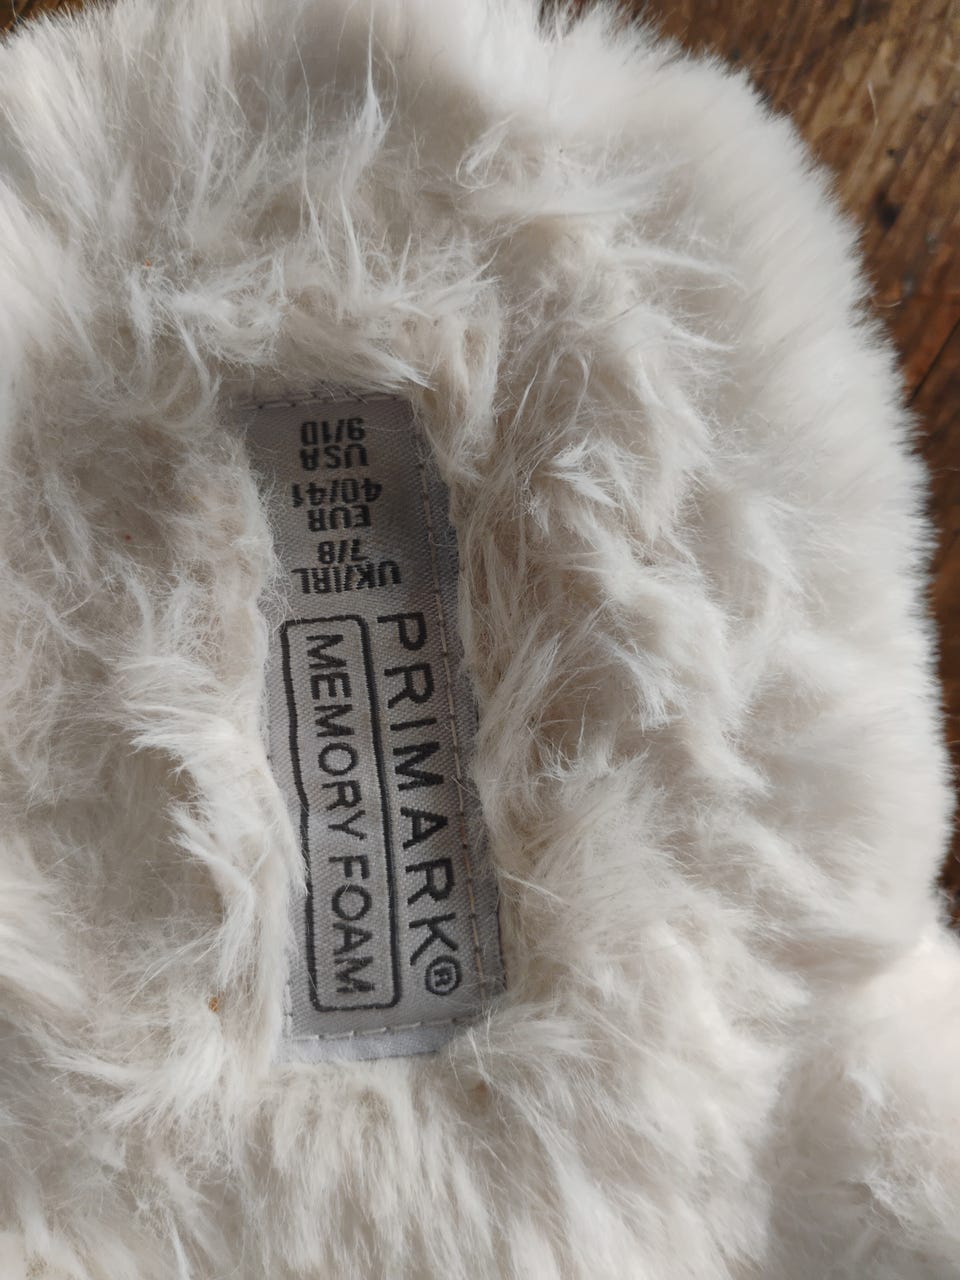 PRIMARK®
MEMORY FOAM
UK/IRL
7/8
EUR
40/41
USA
9/10